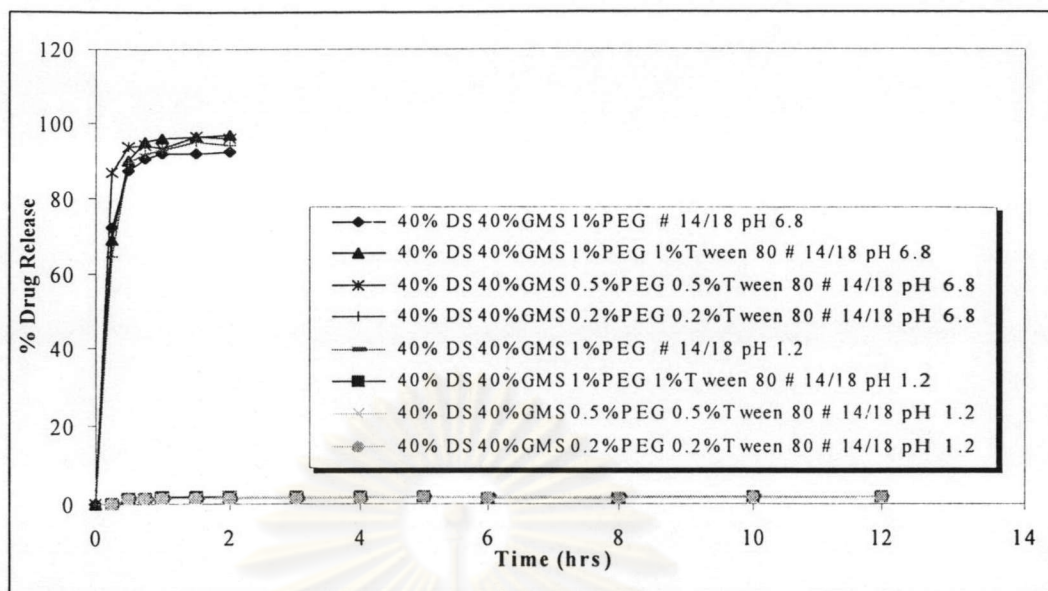 120
100
80
60
40
20
0
% Drug Release
40% DS 40%GMS 1%PEG # 14/18 pH 6.8
40% DS 40%GMS 1%PEG 1%Tween 80 # 14/18 pH 6.8
40% DS 40%GMS 0.5%PEG 0.5%Tween 80 # 14/18 pH 6.8
40% DS 40%GMS 0.2%PEG 0.2%Tween 80 # 14/18 pH 6.8
40% DS 40%GMS 1%PEG # 14/18 pH 1.2
40% DS 40%GMS 1%PEG 1%Tween 80 # 14/18 pH 1.2
40% DS 40%GMS 0.5%PEG 0.5%Tween 80 # 14/18 pH 1.2
40% DS 40%GMS 0.2%PEG 0.2%Tween 80 # 14/18 pH 1.2
0 2 4 6 8 10 12 14
Time (hrs)